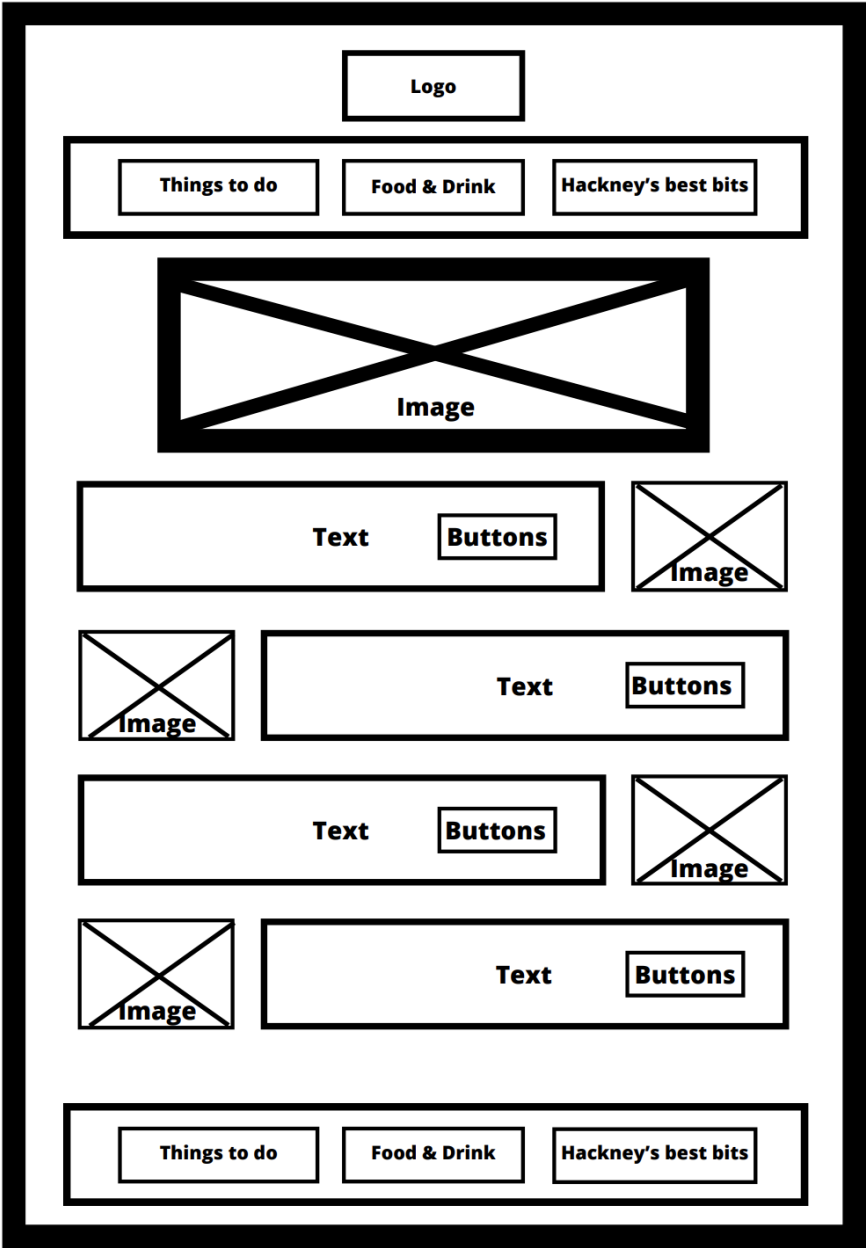 Logo
Things to do
Food & Drink
Hackney’s best bits
Image
Text
Buttons
Image
Image
Text
Buttons
Text
Buttons
Image
Image
Text
Buttons
Things to do
Food & Drink
Hackney’s best bits